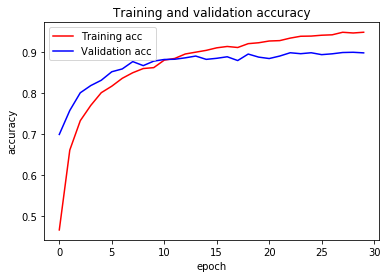 Training and validation accuracy
Training acc
Validation acc
accuracy
0.9
0.8
0.7
0.6
0.5
0 5 10 15 20 25 30
epoch